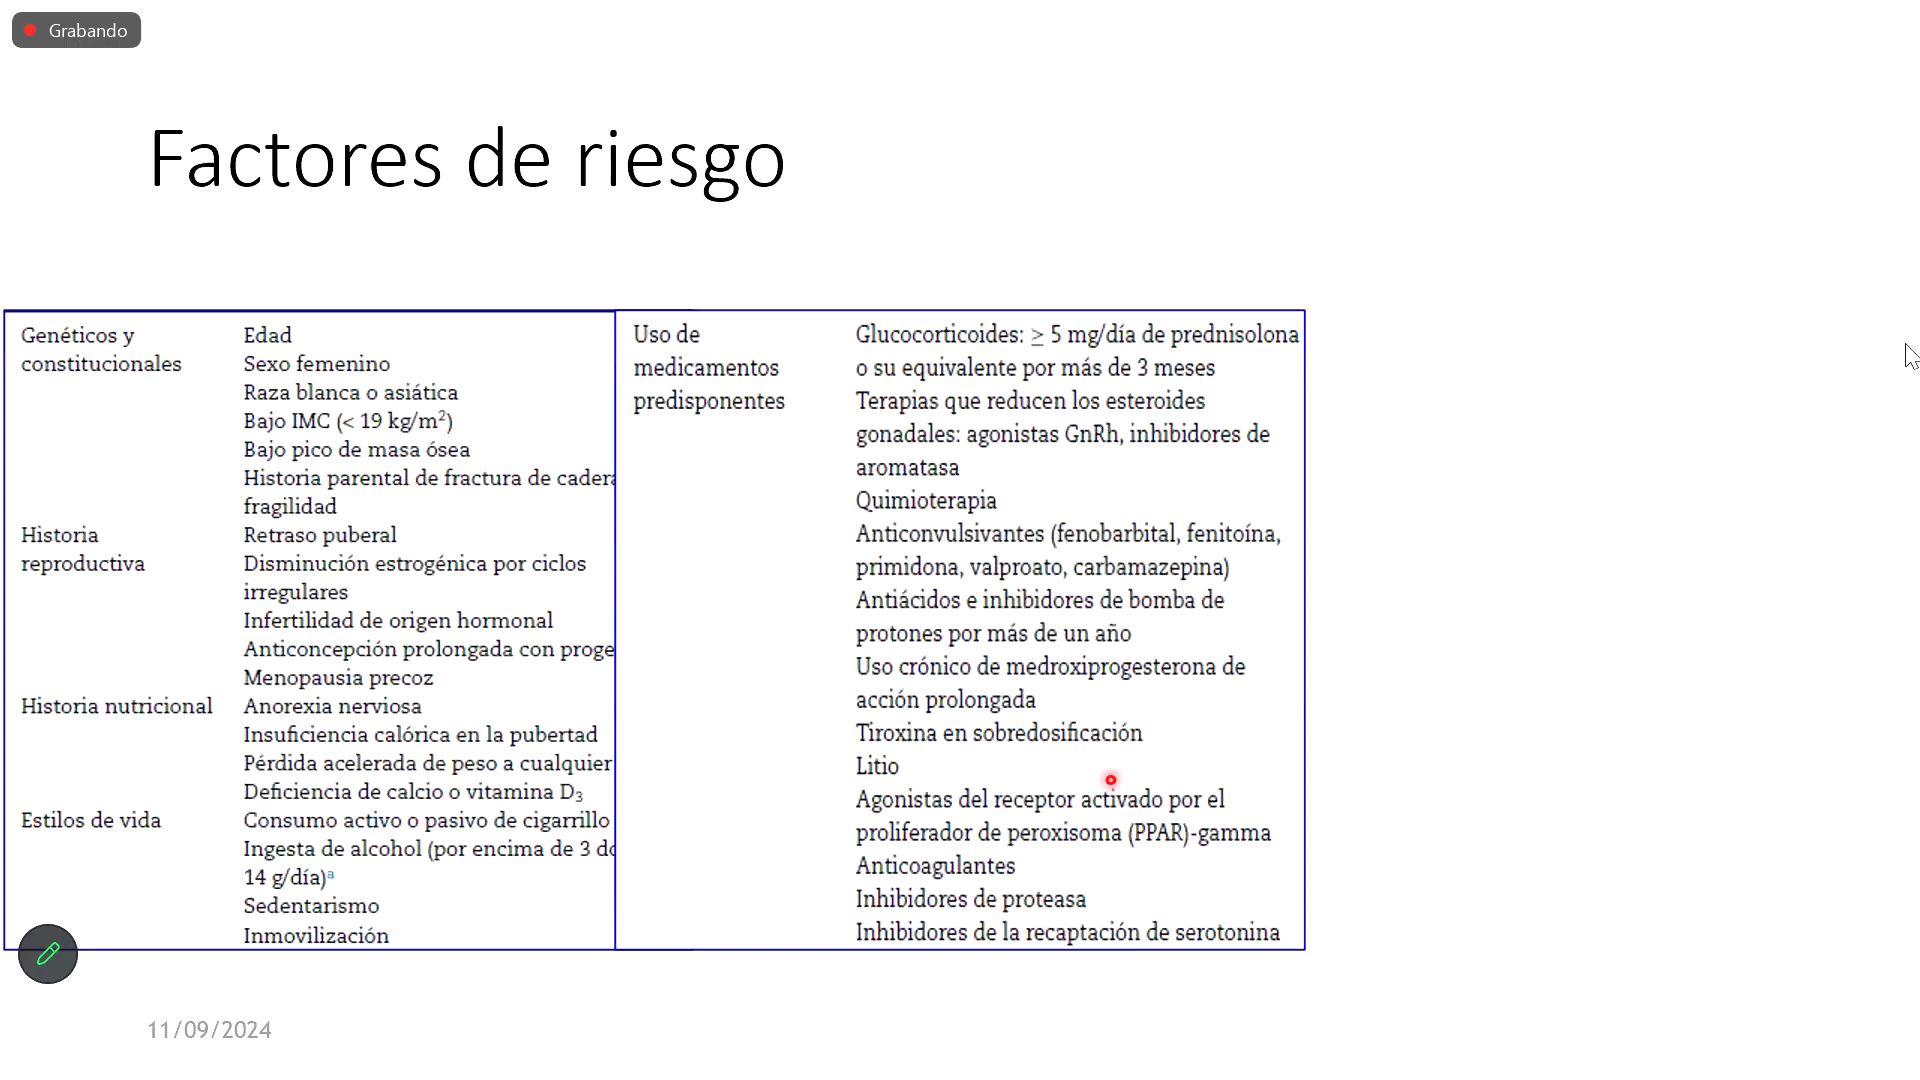 Grabando
Factores de riesgo
Genéticos y
constitucionales
Edad
Sexo femenino
Raza blanca o asiática
Bajo IMC (< 19 kg/m²)
Bajo pico de masa ósea
Historia parental de fractura de cadera
fragilidad
Historia
reproductiva
Retraso puberal
Disminución estrogénica por ciclos
irregulares
Infertilidad de origen hormonal
Anticoncepción prolongada con
Menopausia precoz
Historia nutricional
Anorexia nerviosa
Insuficiencia calórica en la pubertad
Pérdida acelerada de peso a cualquier
Deficiencia de calcio o vitamina D₃
Estilos de vida
Consumo activo o pasivo de cigarrillo
Ingesta de alcohol (por encima de 3
14 g/día)ᵃ
Sedentarismo
Inmovilización
Uso de
medicamentos
predisponentes
Glucocorticoides: ≥ 5 mg/día de prednisolona
o su equivalente por más de 3 meses
Terapias que reducen los esteroides
gonadales: agonistas GnRh, inhibidores de
aromatasa
Quimioterapia
Anticonvulsivantes (fenobarbital, fenitoína,
primidona, valproato, carbamazepina)
Antiácidos e inhibidores de bomba de
protones por más de un año
Uso crónico de medroxiprogesterona de
acción prolongada
Tiroxina en sobredosificación
Litio
Agonistas del receptor activado por el
proliferador de peroxisoma (PPAR)-gamma
Anticoagulantes
Inhibidores de proteasa
Inhibidores de la recaptación de serotonina
11/09/2024